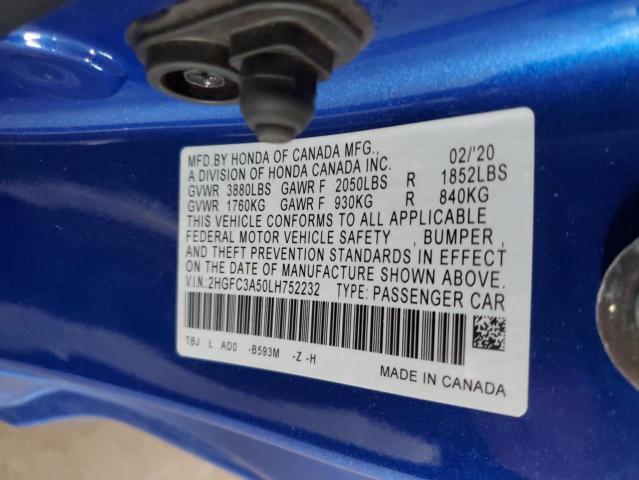 MFD.BY HONDA OF CANADA MFG., 02/'20
A DIVISION OF HONDA CANADA INC.
GVWR 3880LBS GAWR F 2050LBS R 1852LBS
GVWR 1760KG GAWR F 930KG R 840KG
THIS VEHICLE CONFORMS TO ALL APPLICABLE
FEDERAL MOTOR VEHICLE SAFETY , BUMPER ,
AND THEFT PREVENTION STANDARDS IN EFFECT
ON THE DATE OF MANUFACTURE SHOWN ABOVE.
V.I.N.:2HGFC3A50LH752232 TYPE: PASSENGER CAR
TBJ L AD0 -B593M -Z -H
MADE IN CANADA